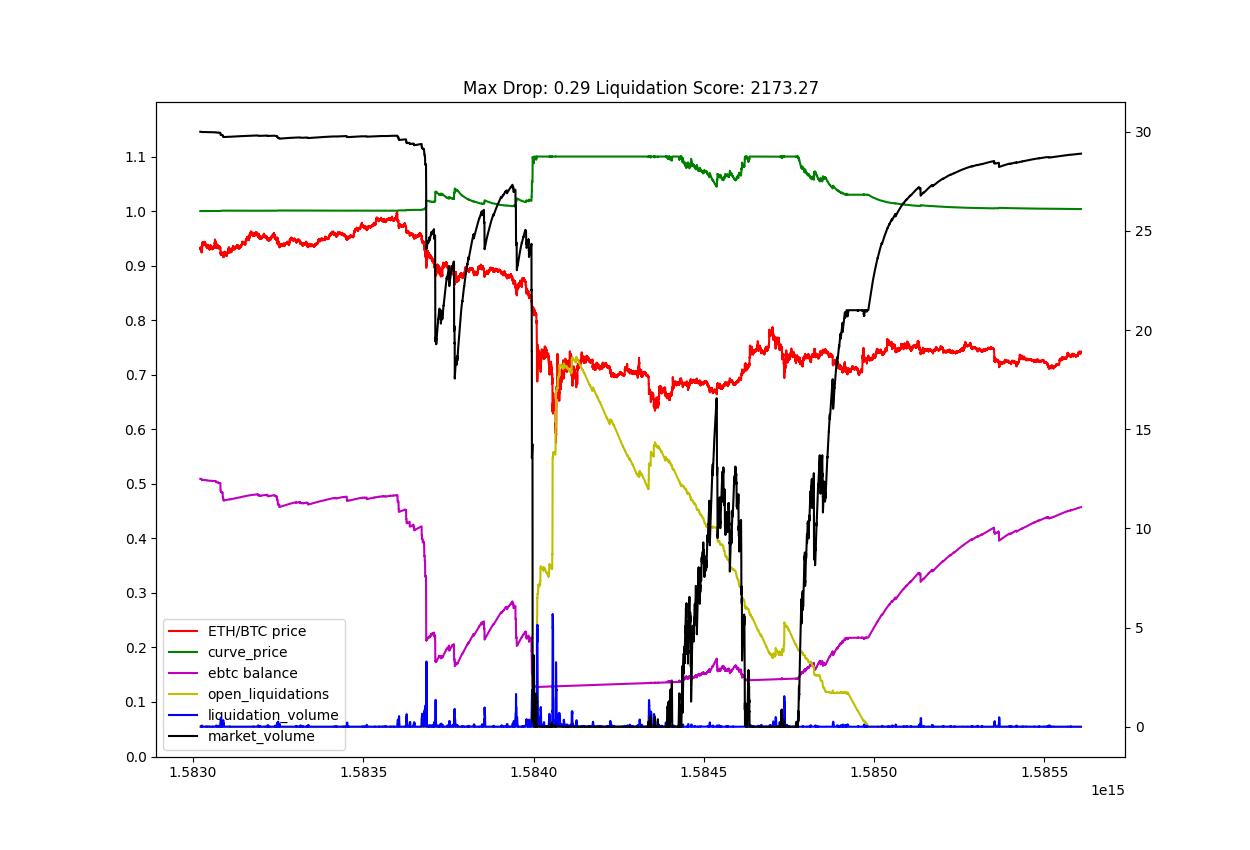 Max Drop: 0.29 Liquidation Score: 2173.27
1.1
1.0
0.9
0.8
0.7
0.6
0.5
0.4
0.3
0.2
0.1
0.0
30
25
20
15
10
5
0
ETH/BTC price
curve_price
ebtc balance
open_liquidations
liquidation_volume
market_volume
1.5830 1.5835 1.5840 1.5845 1.5850 1.5855
1e15